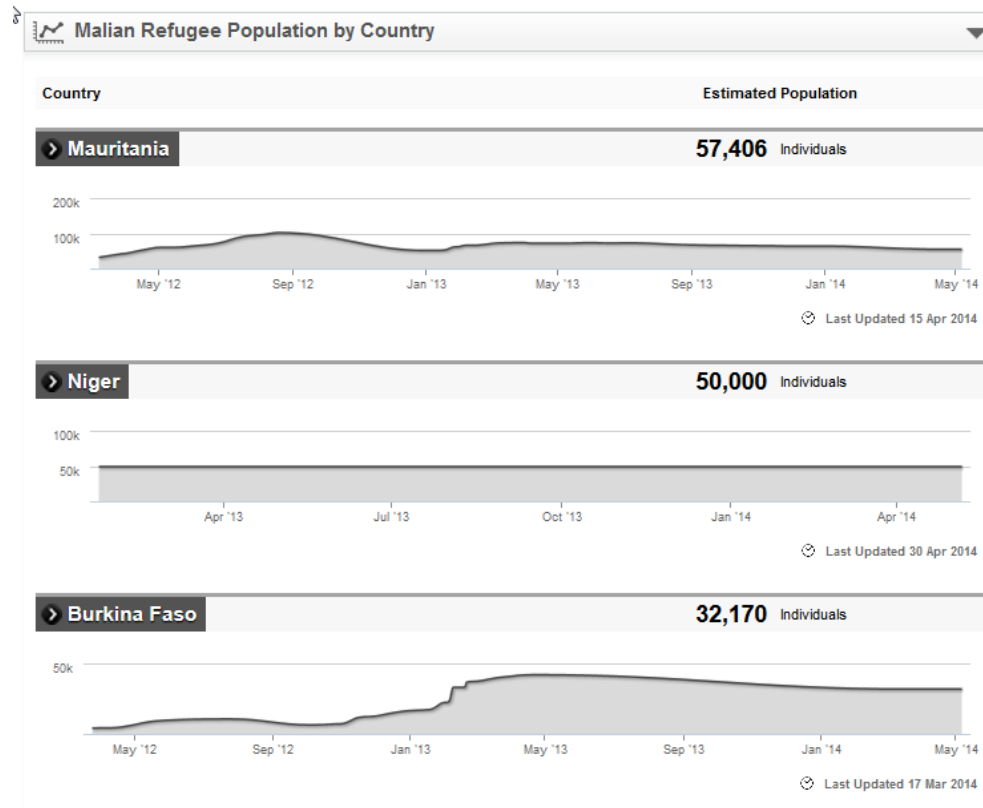 Malian Refugee Population by Country
Country Estimated Population
Mauritania 57,406 Individuals
200k
100k
May '12 Sep '12 Jan '13 May '13 Sep '13 Jan '14 May '14
Last Updated 15 Apr 2014
Niger 50,000 Individuals
100k
50k
Apr '13 Jul '13 Oct '13 Jan '14 Apr '14
Last Updated 30 Apr 2014
Burkina Faso 32,170 Individuals
50k
May '12 Sep '12 Jan '13 May '13 Sep '13 Jan '14 May '14
Last Updated 17 Mar 2014